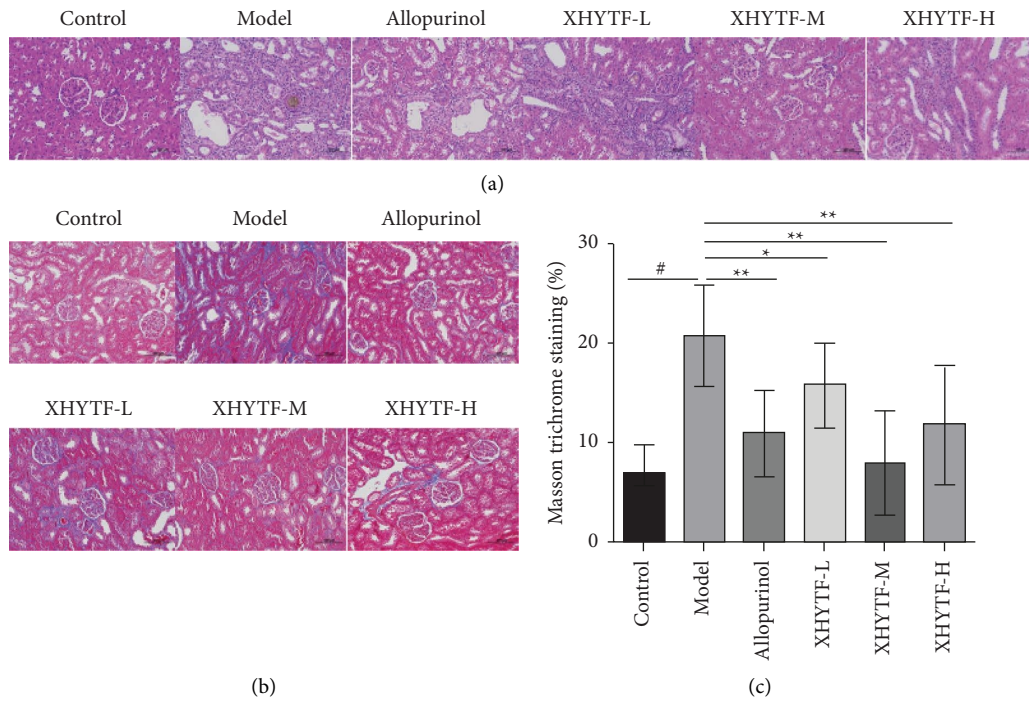 Control Model Allopurinol XHYTF-L XHYTF-M XHYTF-H
(a)
Control Model Allopurinol
XHYTF-L XHYTF-M XHYTF-H
(b)
Masson trichrome staining (%)
30
20
10
0
#
**
*
**
**
Control
Model
Allopurinol
XHYTF-L
XHYTF-M
XHYTF-H
(c)